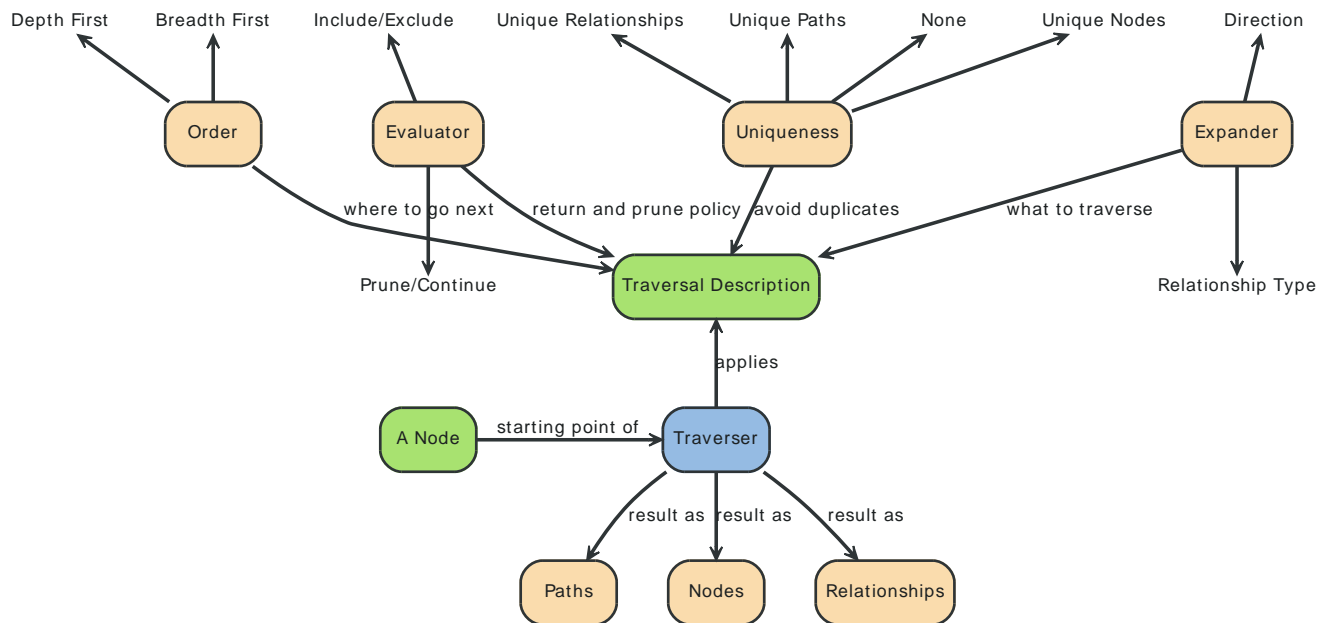 Depth First
Breadth First
Include/Exclude
Unique Relationships
Unique Paths
None
Unique Nodes
Direction
Order
Evaluator
Uniqueness
Expander
where to go next
return and prune policy
avoid duplicates
what to traverse
Prune/Continue
Traversal Description
Relationship Type
applies
A Node
starting point of
Traverser
result as
result as
result as
Paths
Nodes
Relationships